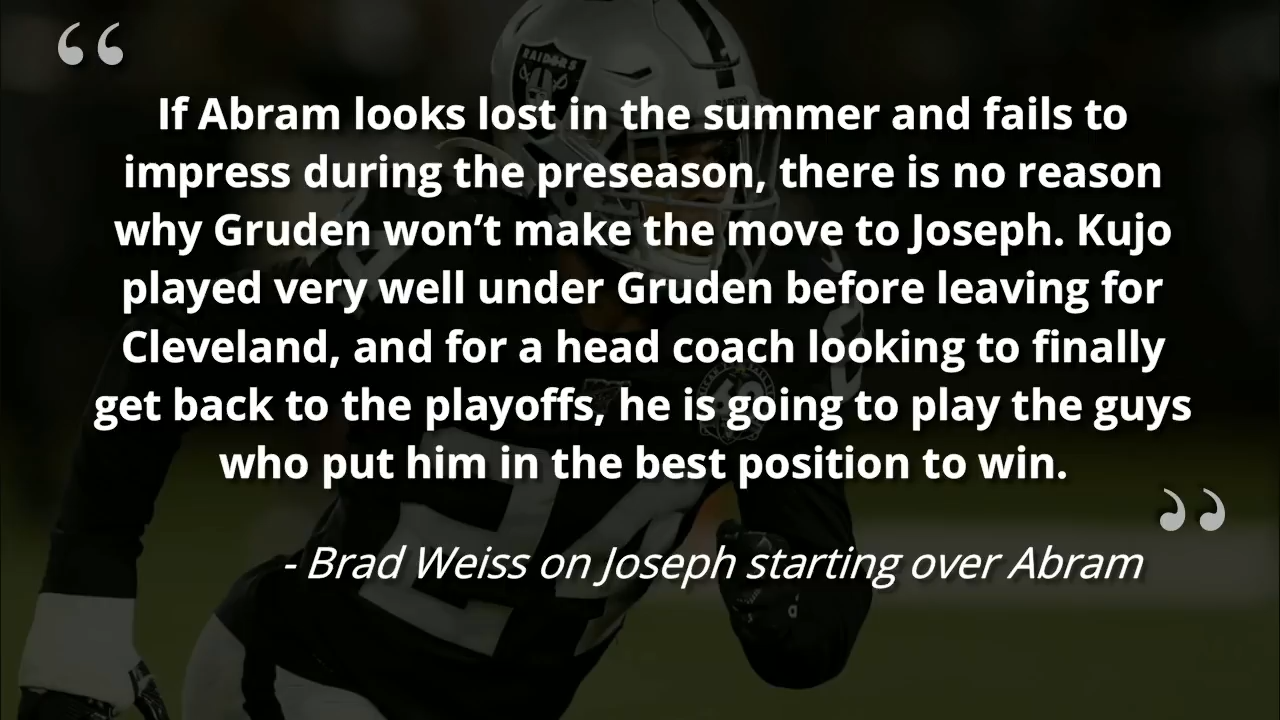 “
RAIDERS
If Abram looks lost in the summer and fails to
impress during the preseason, there is no reason
why Gruden won’t make the move to Joseph. Kujo
played very well under Gruden before leaving for
Cleveland, and for a head coach looking to finally
get back to the playoffs, he is going to play the guys
who put him in the best position to win.
”
- Brad Weiss on Joseph starting over Abram